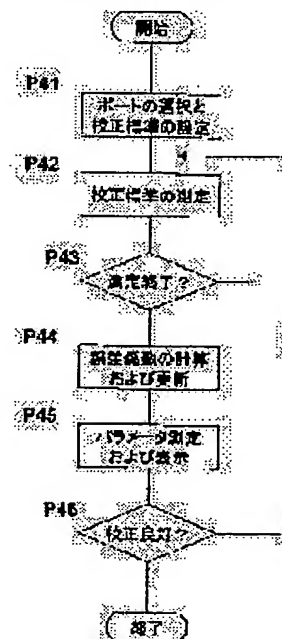 開始
P41
ポートの選択と
校正標準の設定
P42
校正標準の測定
P43
測定終了？
P44
誤差係数の計算
および更新
P45
パラメータ測定
および表示
P46
校正良好？
終了